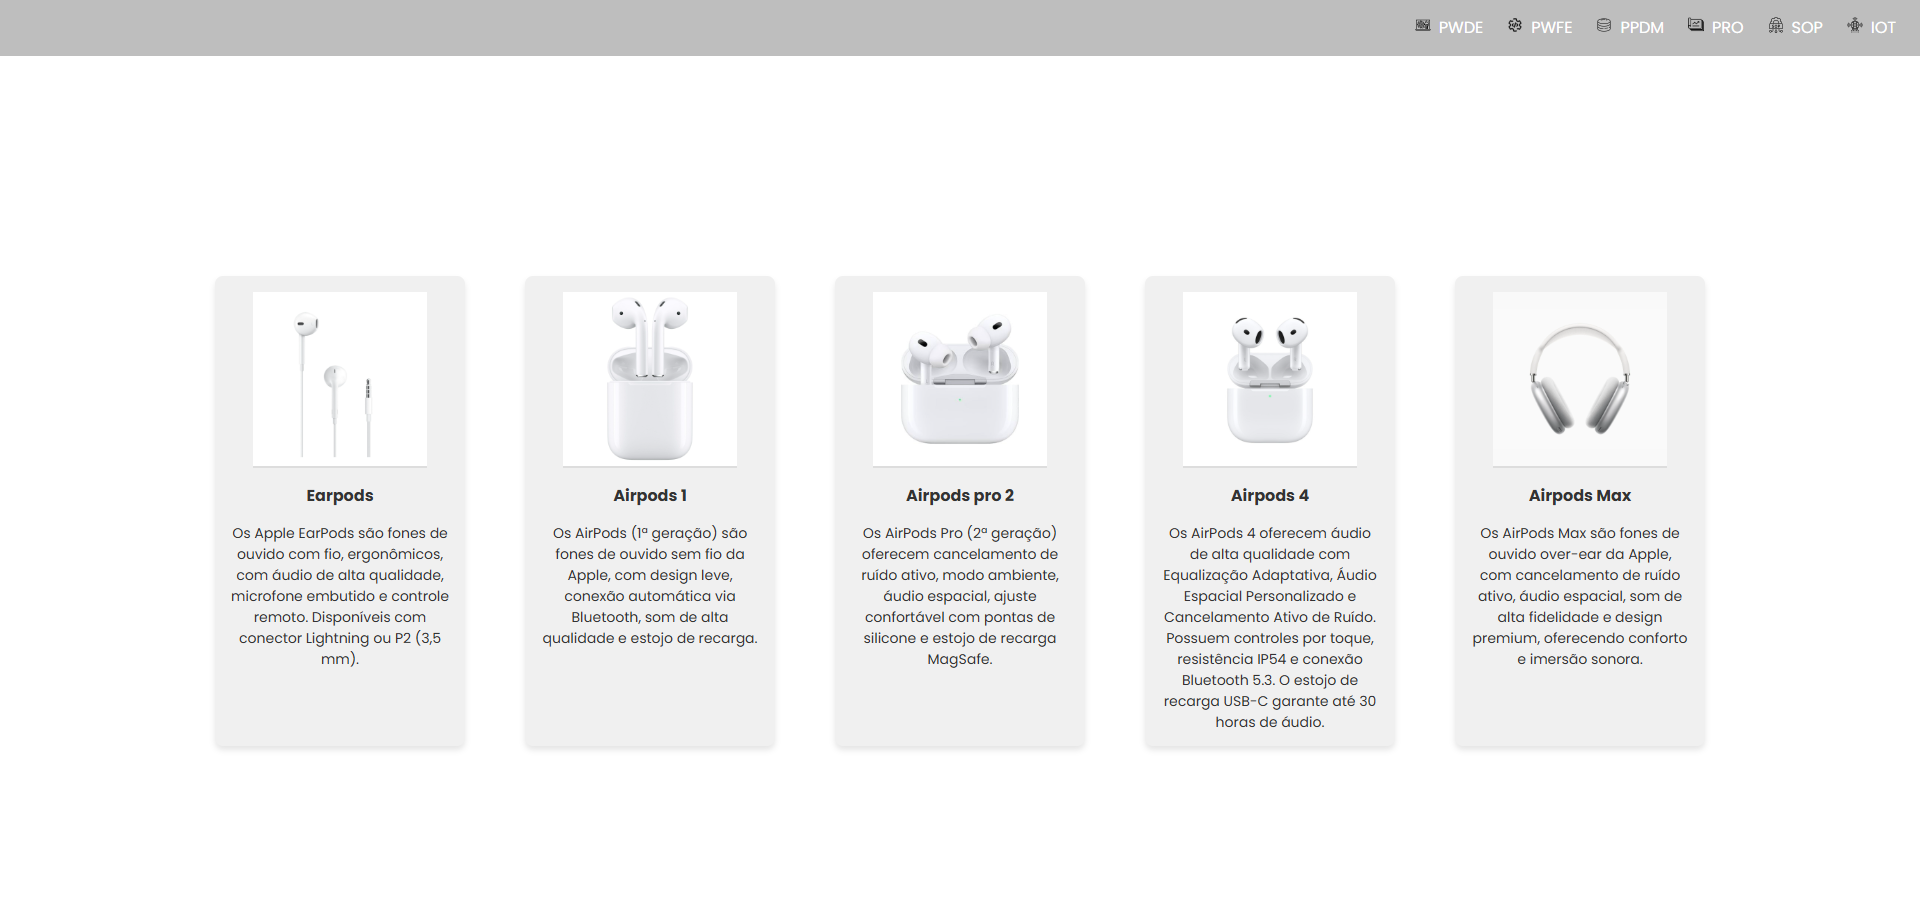 PWDE PWFE PPDM PRO SOP IOT
Earpods
Os Apple EarPods são fones de
ouvido com fio, ergonômicos,
com áudio de alta qualidade,
microfone embutido e controle
remoto. Disponíveis com
conector Lightning ou P2 (3,5
mm).
Airpods 1
Os AirPods (1ª geração) são
fones de ouvido sem fio da
Apple, com design leve,
conexão automática via
Bluetooth, som de alta
qualidade e estojo de recarga.
Airpods pro 2
Os AirPods Pro (2ª geração)
oferecem cancelamento de
ruído ativo, modo ambiente,
áudio espacial, ajuste
confortável com pontas de
silicone e estojo de recarga
MagSafe.
Airpods 4
Os AirPods 4 oferecem áudio
de alta qualidade com
Equalização Adaptativa, Áudio
Espacial Personalizado e
Cancelamento Ativo de Ruído.
Possuem controles por toque,
resistência IP54 e conexão
Bluetooth 5.3. O estojo de
recarga USB-C garante até 30
horas de áudio.
Airpods Max
Os AirPods Max são fones de
ouvido over-ear da Apple,
com cancelamento de ruído
ativo, áudio espacial, som de
alta fidelidade e design
premium, oferecendo conforto
e imersão sonora.